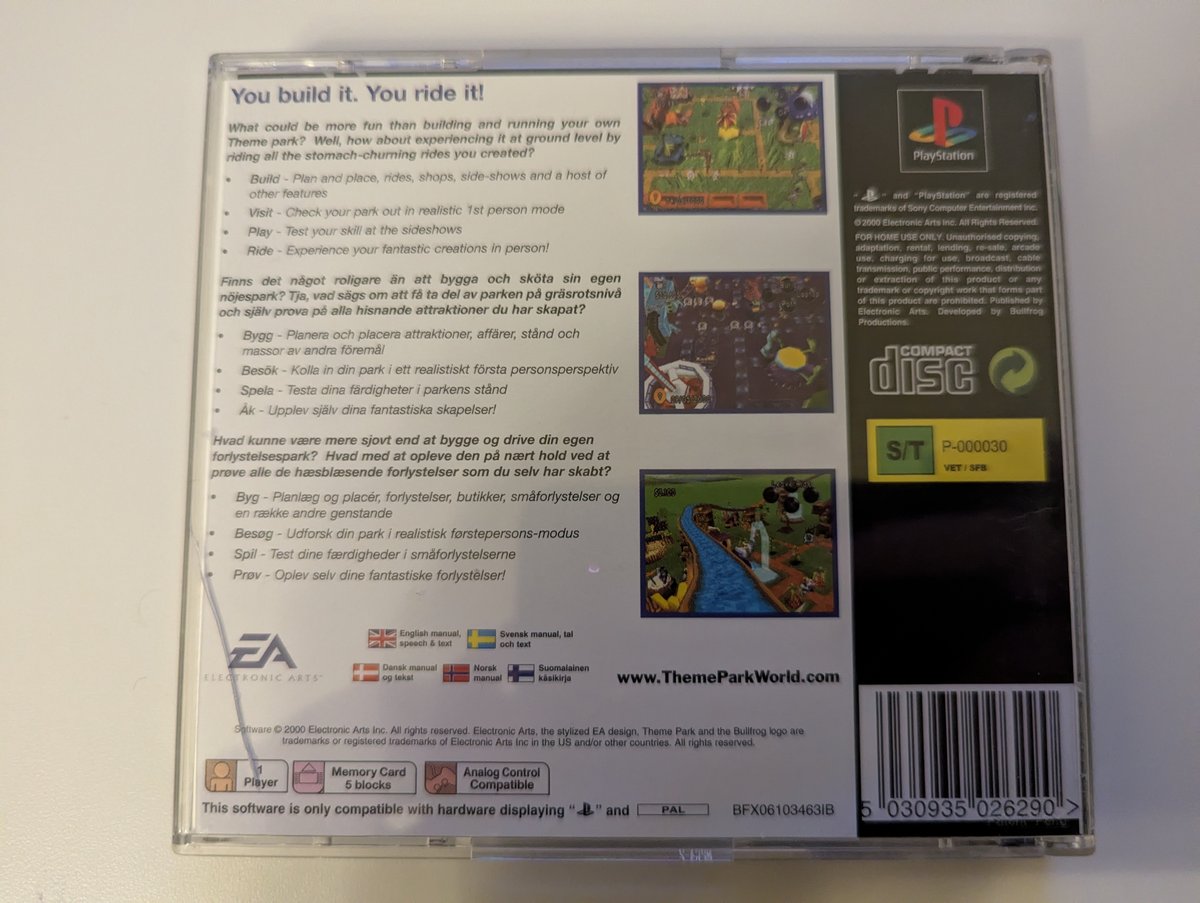 You build it. You ride it!
What could be more fun than building and running your own
Theme park? Well, how about experiencing it at ground level by
riding all the stomach-churning rides you created?
• Build - Plan and place, rides, shops, side-shows and a host of
other features
• Visit - Check your park out in realistic 1st person mode
• Play - Test your skill at the sideshows
• Ride - Experience your fantastic creations in person!
Finns det något roligare än att bygga och sköta sin egen
nöjespark? Tja, vad sägs om att få ta del av parken på gräsrotsnivå
och själv prova på alla hisnande attraktioner du har skapat?
• Bygg - Planera och placera attraktioner, affärer, stånd och
massor av andra föremål
• Besök - Kolla in din park i ett realistiskt första personsperspektiv
• Spela - Testa dina färdigheter i parkens stånd
• Åk - Upplev själv dina fantastiska skapelser!
Hvad kunne være mere sjovt end at bygge og drive din egen
forlystelsespark? Hvad med at opleve den på nært hold ved at
prøve alle de hæsblæsende forlystelser som du selv har skabt?
• Byg - Planlæg og placér, forlystelser, butikker, småforlystelser og
en række andre genstande
• Besøg - Udforsk din park i realistisk førstepersons-modus
• Spil - Test dine færdigheder i småforlystelserne
• Prøv - Oplev selv dine fantastiske forlystelser!
EA
ELECTRONIC ARTS™
English manual,
speech & text
Svensk manual, tal
och text
Dansk manual
og tekst
Norsk
manual
Suomalainen
käsikirja
www.ThemeParkWorld.com
Software © 2000 Electronic Arts Inc. All rights reserved. Electronic Arts, the stylized EA design, Theme Park and the Bullfrog logo are
trademarks or registered trademarks of Electronic Arts Inc in the US and/or other countries. All rights reserved.
1
Player
Memory Card
5 blocks
Analog Control
Compatible
This software is only compatible with hardware displaying " " and PAL BFX06103463IB
PlayStation
" " and "PlayStation" are registered
trademarks of Sony Computer Entertainment Inc.
© 2000 Electronic Arts Inc. All Rights Reserved.
FOR HOME USE ONLY. Unauthorised copying,
adaptation, rental, lending, re-sale, arcade
use, charging for use, broadcast, cable
transmission, public performance, distribution
or extraction of this product or any
trademark or copyright work that forms part
of this product are prohibited. Published by
Electronic Arts. Developed by Bullfrog
Productions.
COMPACT
disc
S/T P-000030
VET / SFB
5 030935 026290 >